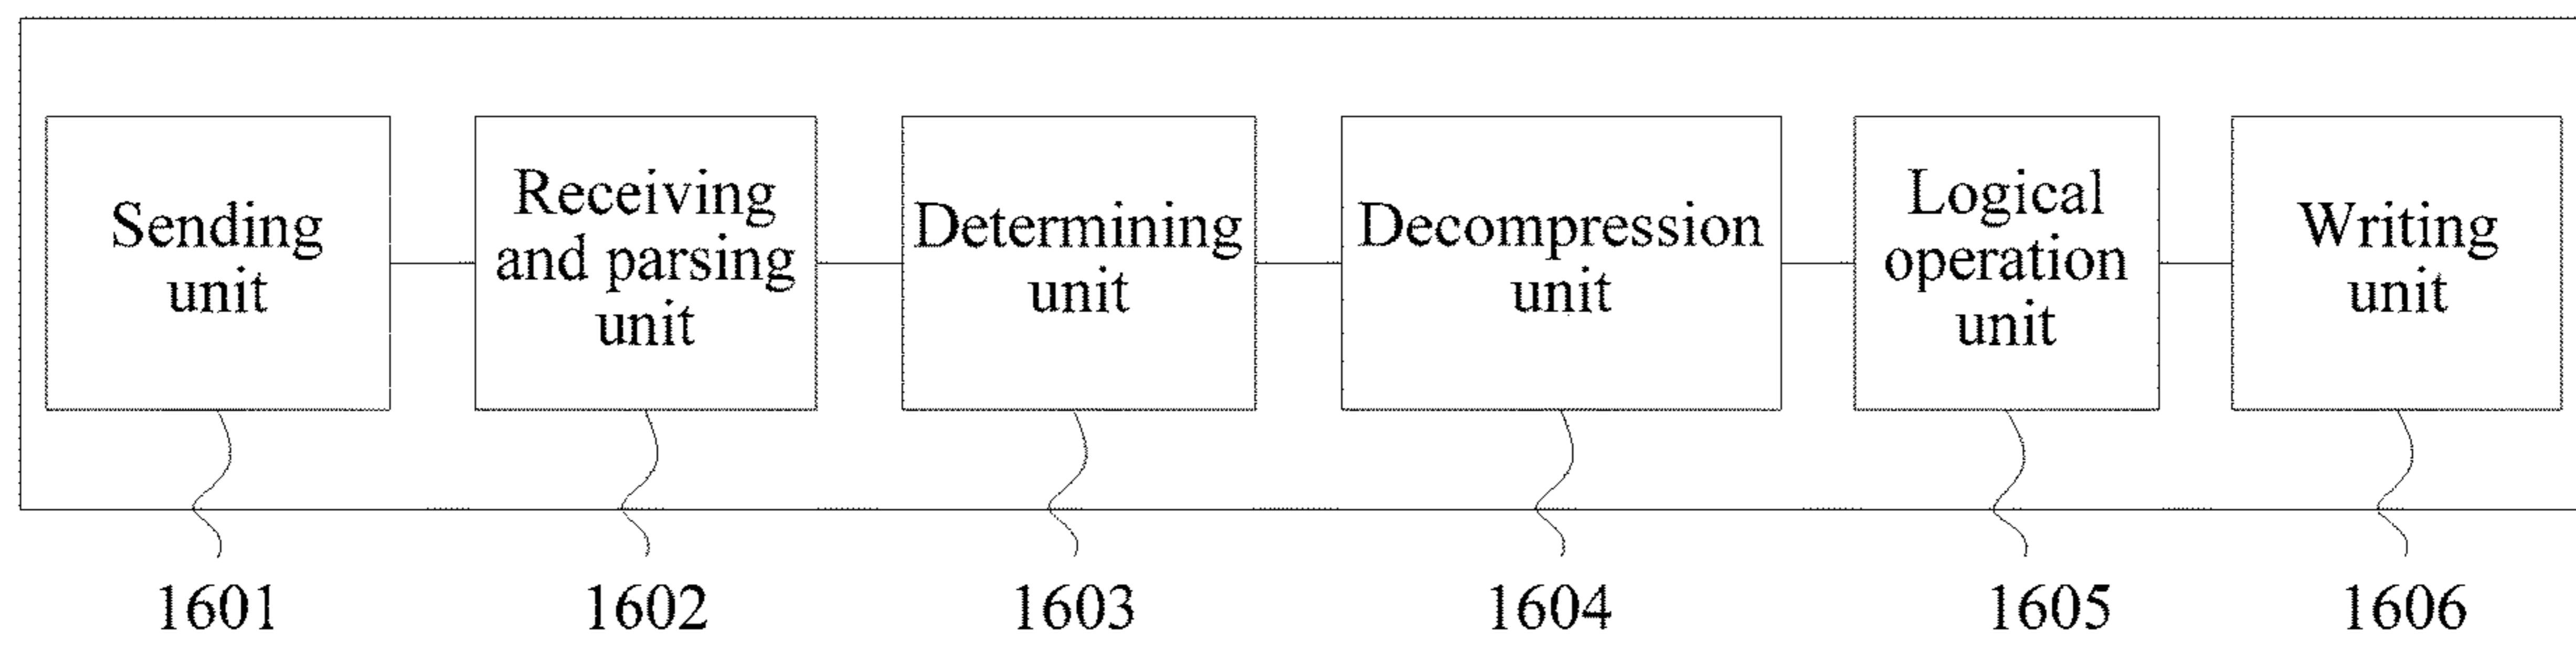 Sending
unit
Receiving
and parsing
unit
Determining
unit
Decompression
unit
Logical
operation
unit
Writing
unit
1601
1602
1603
1604
1605
1606